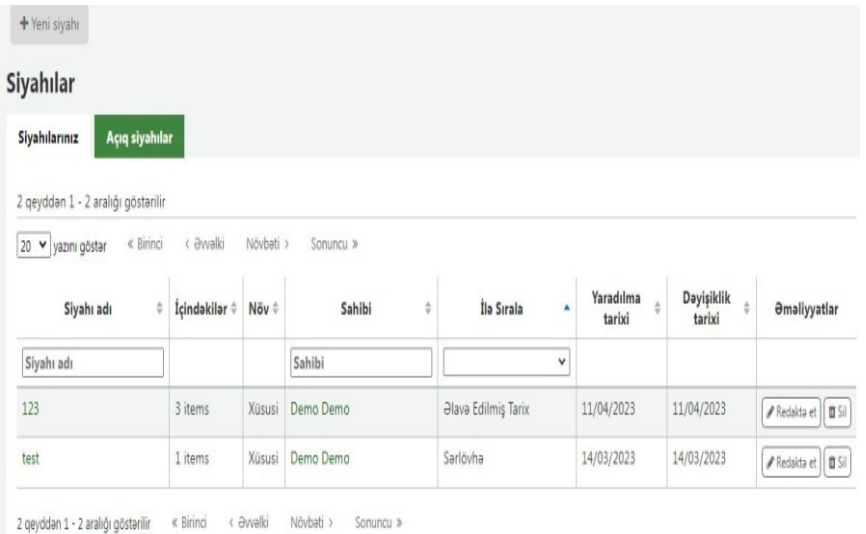 + Yeni siyahı
Siyahılar
Siyahılarınız Açıq siyahılar
2 qeyddən 1 - 2 aralığı göstərilir
20 yazını göstər « Birinci ‹ Əvvəlki Növbəti › Sonuncu »
Siyahı adı İçindəkilər Növ Sahibi İlə Sırala Yaradılma tarixi Dəyişiklik tarixi Əməliyyatlar
Siyahı adı Sahibi
123 3 items Xüsusi Demo Demo Əlavə Edilmiş Tarix 11/04/2023 11/04/2023 Redaktə et Sil
test 1 items Xüsusi Demo Demo Sərlövhə 14/03/2023 14/03/2023 Redaktə et Sil
2 qeyddən 1 - 2 aralığı göstərilir « Birinci ‹ Əvvəlki Növbəti › Sonuncu »